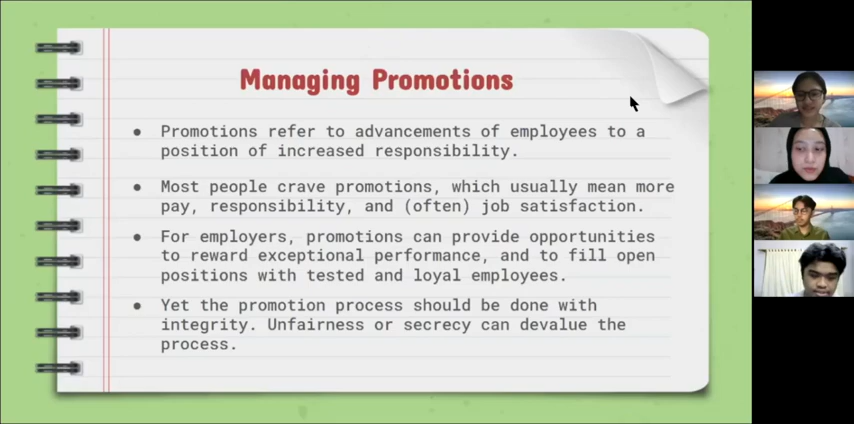 Managing Promotions
● Promotions refer to advancements of employees to a
position of increased responsibility.
● Most people crave promotions, which usually mean more
pay, responsibility, and (often) job satisfaction.
● For employers, promotions can provide opportunities
to reward exceptional performance, and to fill open
positions with tested and loyal employees.
● Yet the promotion process should be done with
integrity. Unfairness or secrecy can devalue the
process.